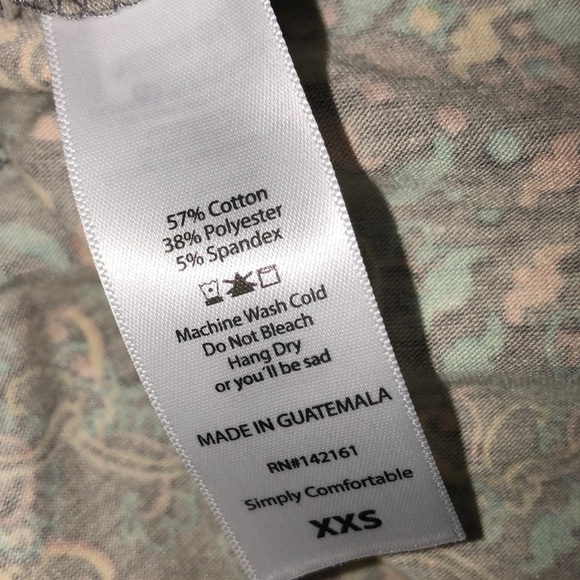 57% Cotton
38% Polyester
5% Spandex
Machine Wash Cold
Do Not Bleach
Hang Dry
or you´ll be sad
MADE IN GUATEMALA
RN#142161
Simply Comfortable
XXS